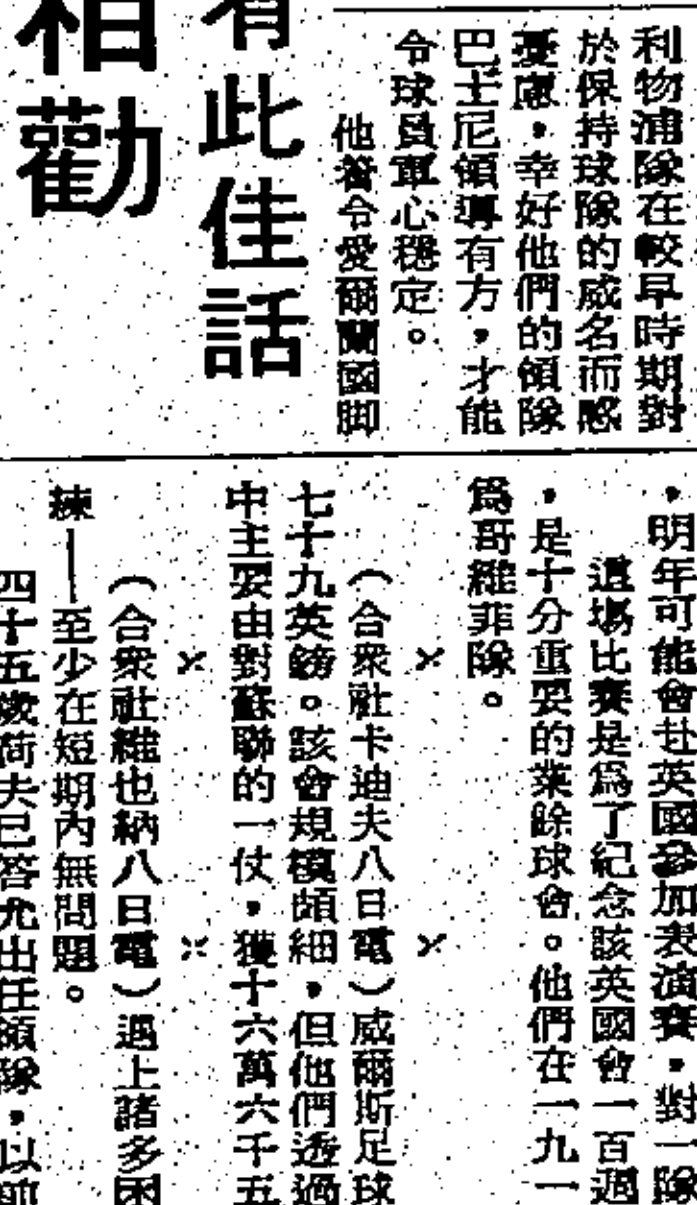 利物浦隊在較早時期對
於保持球隊的威名而感
憂慮，幸好他們的領隊
巴士尼領導有方，才能
令球員軍心穩定。
他着令愛爾蘭國脚
有此佳話
相勸
，明年可能會赴英國參加表演賽，對一隊
這場比賽是爲了紀念該英國會一百週
，是十分重要的業餘球會。他們在一九一
爲哥維菲隊。
× ×
（合衆社卡迪夫八日電）威爾斯足球
七十九英鎊。該會規模頗細，但他們透過
中主要由對蘇聯的一仗，獲十六萬六千五
× ×
（合衆社維也納八日電）遇上諸多困
練——至少在短期內無問題。
四十五歲荷夫已答允出任領隊，以前